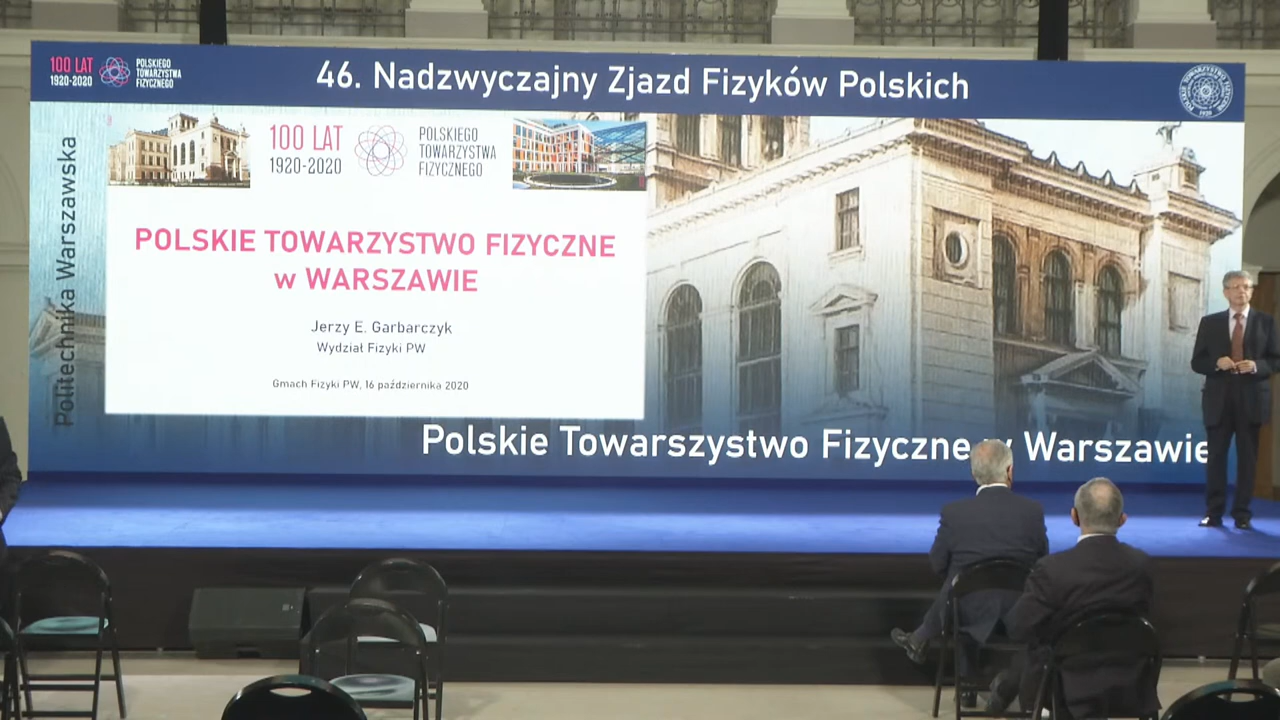 100 LAT
1920-2020
POLSKIEGO
TOWARZYSTWA
FIZYCZNEGO
46. Nadzwyczajny Zjazd Fizyków Polskich
Politechnika Warszawska
100 LAT
1920-2020
POLSKIEGO
TOWARZYSTWA
FIZYCZNEGO
POLSKIE TOWARZYSTWO FIZYCZNE
w WARSZAWIE
Jerzy E. Garbarczyk
Wydział Fizyki PW
Gmach Fizyki PW, 16 października 2020
Polskie Towarszystwo Fizyczne w Warszawie